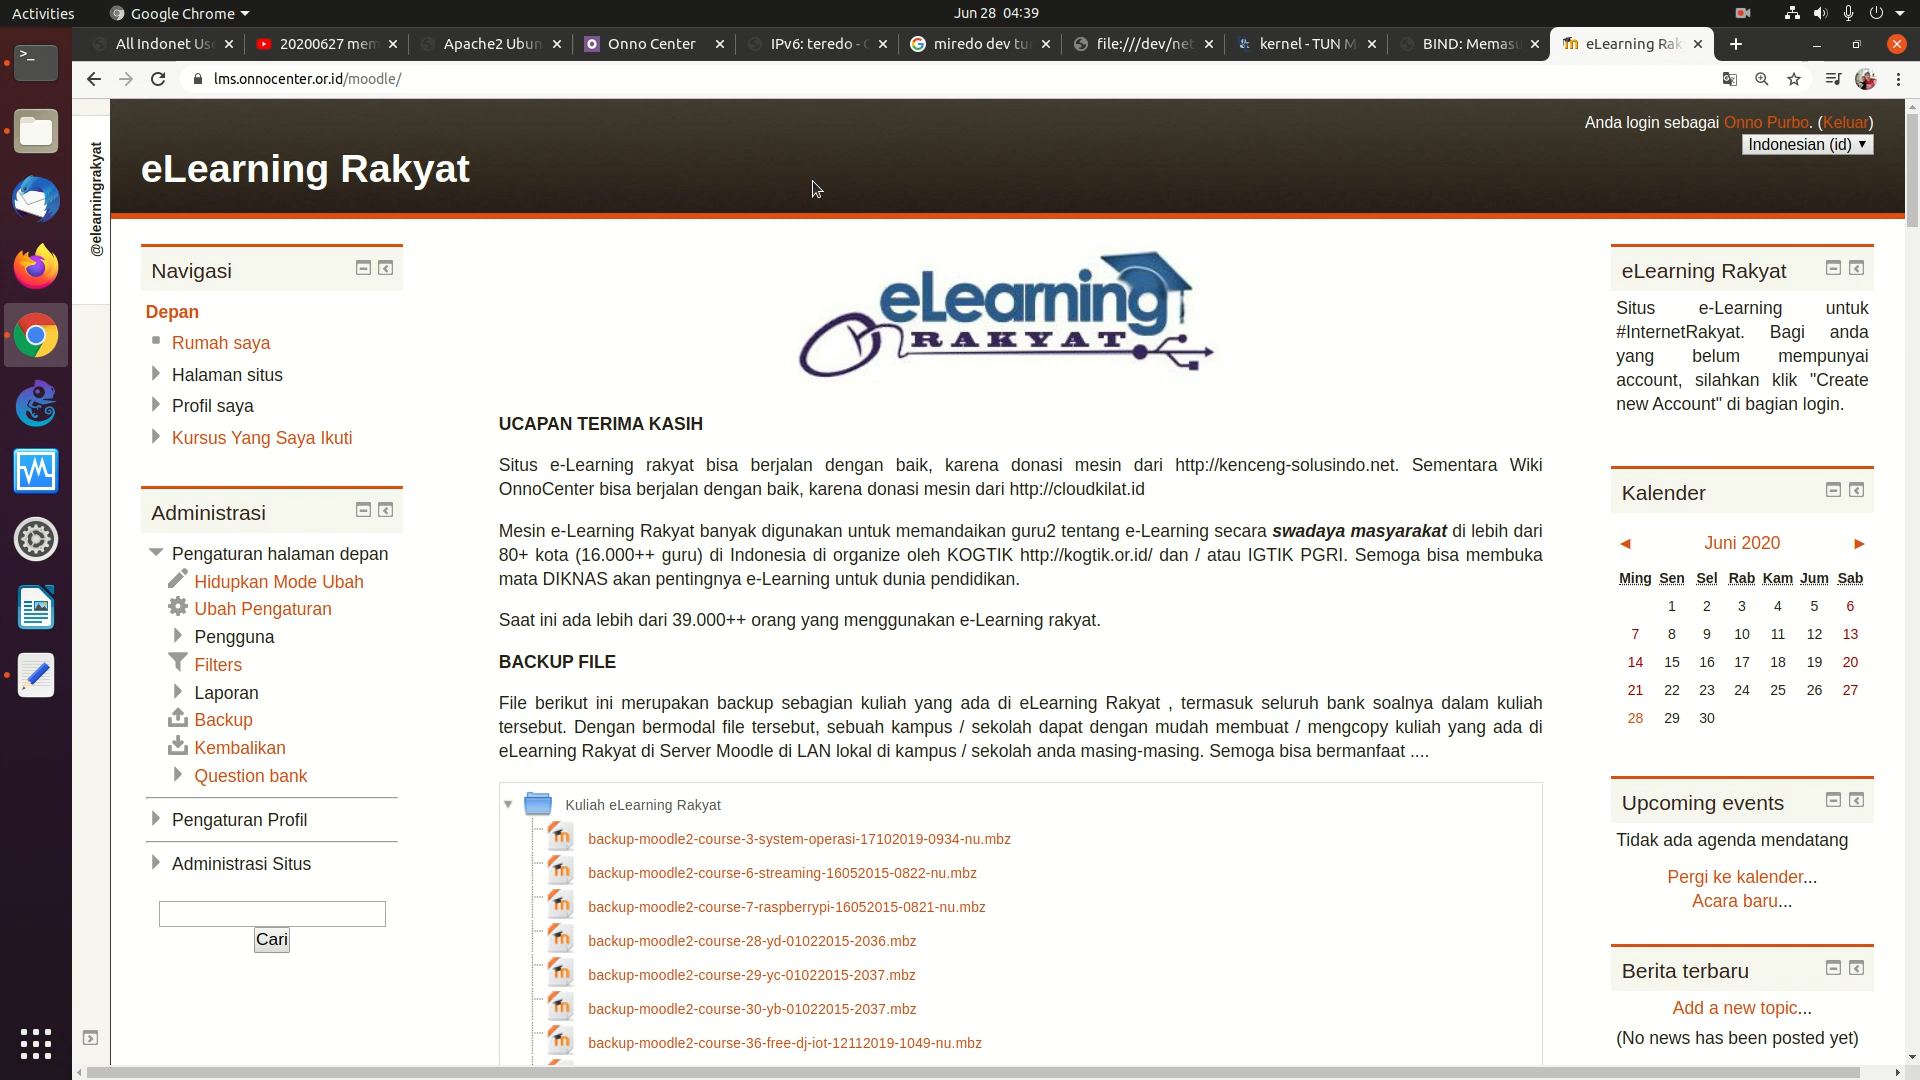 Activities
Google Chrome
Jun 28 04:39
All Indonet Us
20200627 mem
Apache2 Ubun
Onno Center
IPv6: teredo -
miredo dev tu
file:///dev/net
kernel - TUN M
BIND: Memasu
eLearning Rak
lms.onnocenter.or.id/moodle/
@elearningrakyat
Anda login sebagai Onno Purbo. (Keluar)
Indonesian (id)
eLearning Rakyat
Navigasi
Depan
Rumah saya
Halaman situs
Profil saya
Kursus Yang Saya Ikuti
Administrasi
Pengaturan halaman depan
Hidupkan Mode Ubah
Ubah Pengaturan
Pengguna
Filters
Laporan
Backup
Kembalikan
Question bank
Pengaturan Profil
Administrasi Situs
Cari
eLearning
RAKYAT
UCAPAN TERIMA KASIH
Situs e-Learning rakyat bisa berjalan dengan baik, karena donasi mesin dari http://kenceng-solusindo.net. Sementara Wiki
OnnoCenter bisa berjalan dengan baik, karena donasi mesin dari http://cloudkilat.id
Mesin e-Learning Rakyat banyak digunakan untuk memandaikan guru2 tentang e-Learning secara swadaya masyarakat di lebih dari
80+ kota (16.000++ guru) di Indonesia di organize oleh KOGTIK http://kogtik.or.id/ dan / atau IGTIK PGRI. Semoga bisa membuka
mata DIKNAS akan pentingnya e-Learning untuk dunia pendidikan.
Saat ini ada lebih dari 39.000++ orang yang menggunakan e-Learning rakyat.
BACKUP FILE
File berikut ini merupakan backup sebagian kuliah yang ada di eLearning Rakyat , termasuk seluruh bank soalnya dalam kuliah
tersebut. Dengan bermodal file tersebut, sebuah kampus / sekolah dapat dengan mudah membuat / mengcopy kuliah yang ada di
eLearning Rakyat di Server Moodle di LAN lokal di kampus / sekolah anda masing-masing. Semoga bisa bermanfaat ....
Kuliah eLearning Rakyat
backup-moodle2-course-3-system-operasi-17102019-0934-nu.mbz
backup-moodle2-course-6-streaming-16052015-0822-nu.mbz
backup-moodle2-course-7-raspberrypi-16052015-0821-nu.mbz
backup-moodle2-course-28-yd-01022015-2036.mbz
backup-moodle2-course-29-yc-01022015-2037.mbz
backup-moodle2-course-30-yb-01022015-2037.mbz
backup-moodle2-course-36-free-dj-iot-12112019-1049-nu.mbz
eLearning Rakyat
Situs e-Learning untuk
#InternetRakyat. Bagi anda
yang belum mempunyai
account, silahkan klik "Create
new Account" di bagian login.
Kalender
Juni 2020
Ming Sen Sel Rab Kam Jum Sab
1 2 3 4 5 6
7 8 9 10 11 12 13
14 15 16 17 18 19 20
21 22 23 24 25 26 27
28 29 30
Upcoming events
Tidak ada agenda mendatang
Pergi ke kalender...
Acara baru...
Berita terbaru
Add a new topic...
(No news has been posted yet)